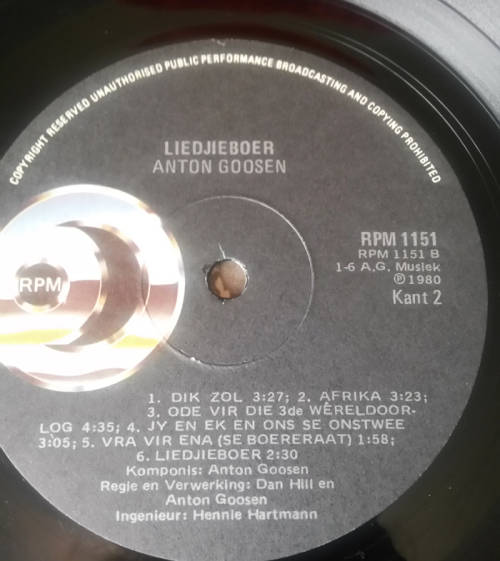 COPYRIGHT RESERVED UNAUTHORISED PUBLIC PERFORMANCE BROADCASTING AND COPYING PROHIBITED
LIEDJIEBOER
ANTON GOOSEN
RPM
RPM 1151
RPM 1151 B
1-6 A.G. Musiek
℗1980
Kant 2
1. DIK ZOL 3:27; 2. AFRIKA 3:23;
3. ODE VIR DIE 3de WÊRELDOOR-
LOG 4:35; 4. JY EN EK EN ONS SE ONSTWEE
3:05; 5. VRA VIR ENA (SE BOERERAAT) 1:58;
6. LIEDJIEBOER 2:30
Komponis: Anton Goosen
Regie en Verwerking: Dan Hill en
Anton Goosen
Ingenieur: Hennie Hartmann